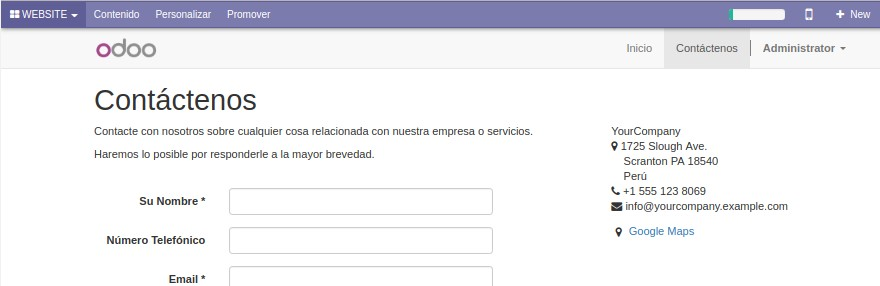 WEBSITE Contenido Personalizar Promover New
odoo Inicio Contáctenos Administrator
Contáctenos
Contacte con nosotros sobre cualquier cosa relacionada con nuestra empresa o servicios.
Haremos lo posible por responderle a la mayor brevedad.
Su Nombre *
Número Telefónico
Email *
YourCompany
1725 Slough Ave.
Scranton PA 18540
Perú
+1 555 123 8069
info@yourcompany.example.com
Google Maps